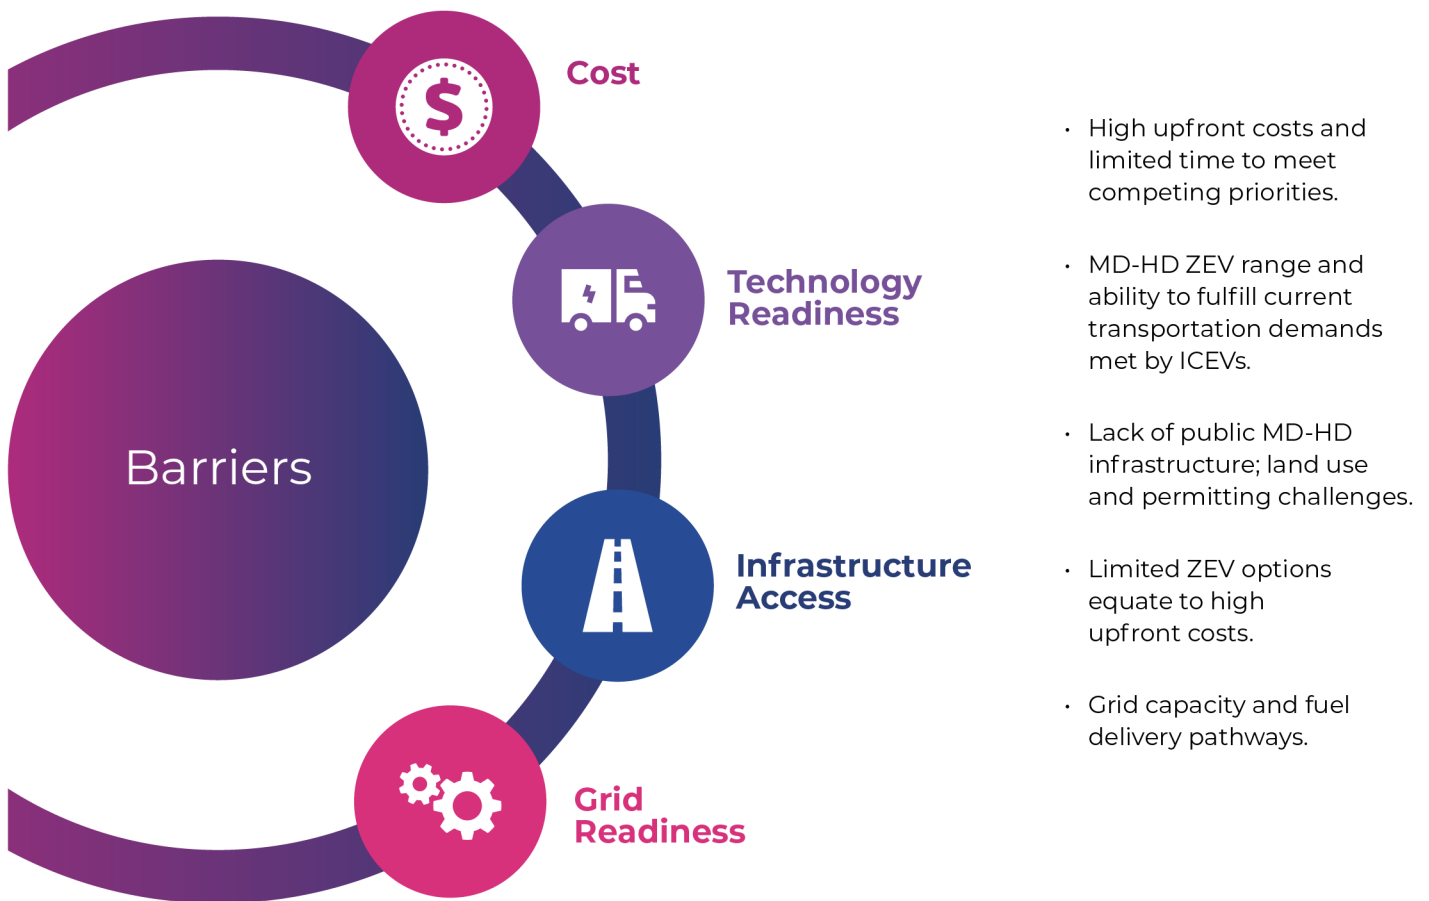 Barriers
$
Cost
Technology
Readiness
Infrastructure
Access
Grid
Readiness
• High upfront costs and
limited time to meet
competing priorities.
• MD-HD ZEV range and
ability to fulfill current
transportation demands
met by ICEVs.
• Lack of public MD-HD
infrastructure; land use
and permitting challenges.
• Limited ZEV options
equate to high
upfront costs.
• Grid capacity and fuel
delivery pathways.